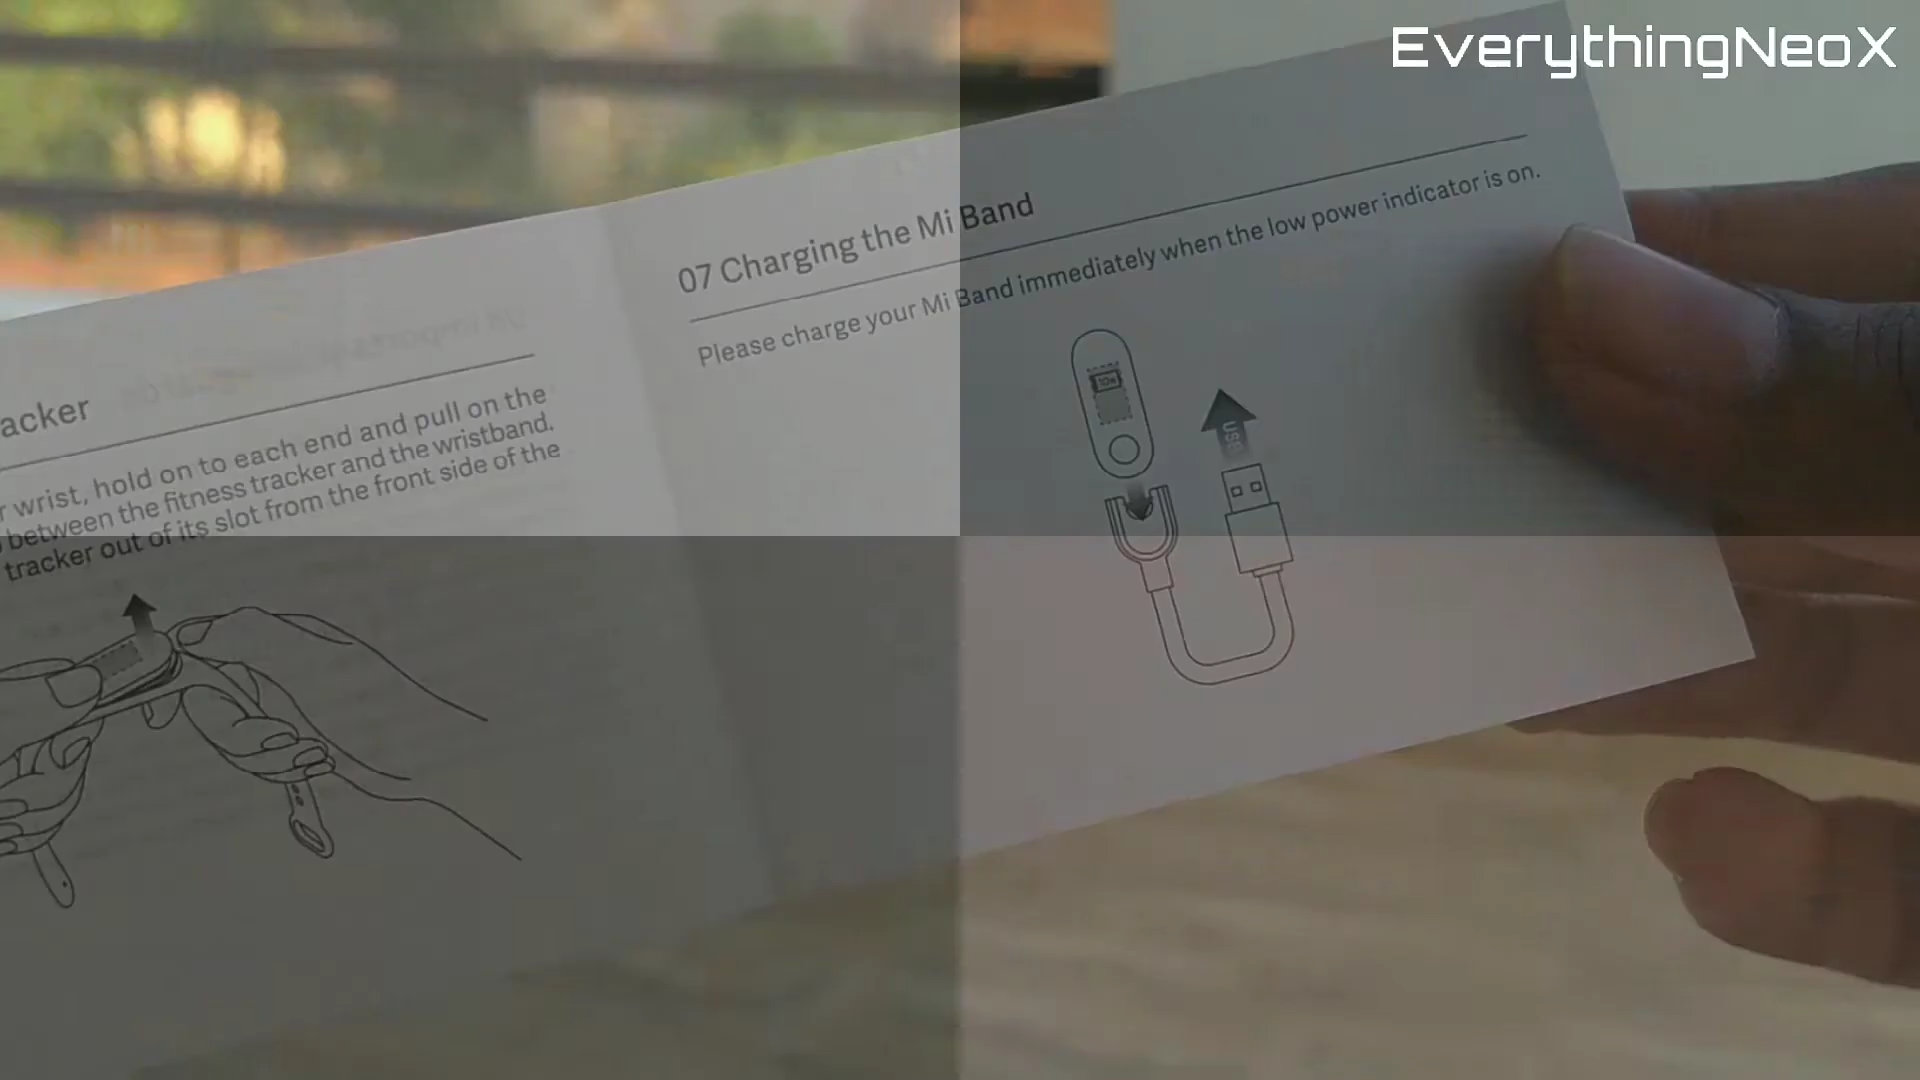 EverythingNeoX
acker
wrist, hold on to each end and pull on the
between the fitness tracker and the wristband.
tracker out of its slot from the front side of the
07 Charging the Mi Band
Please charge your Mi Band immediately when the low power indicator is on.
USB